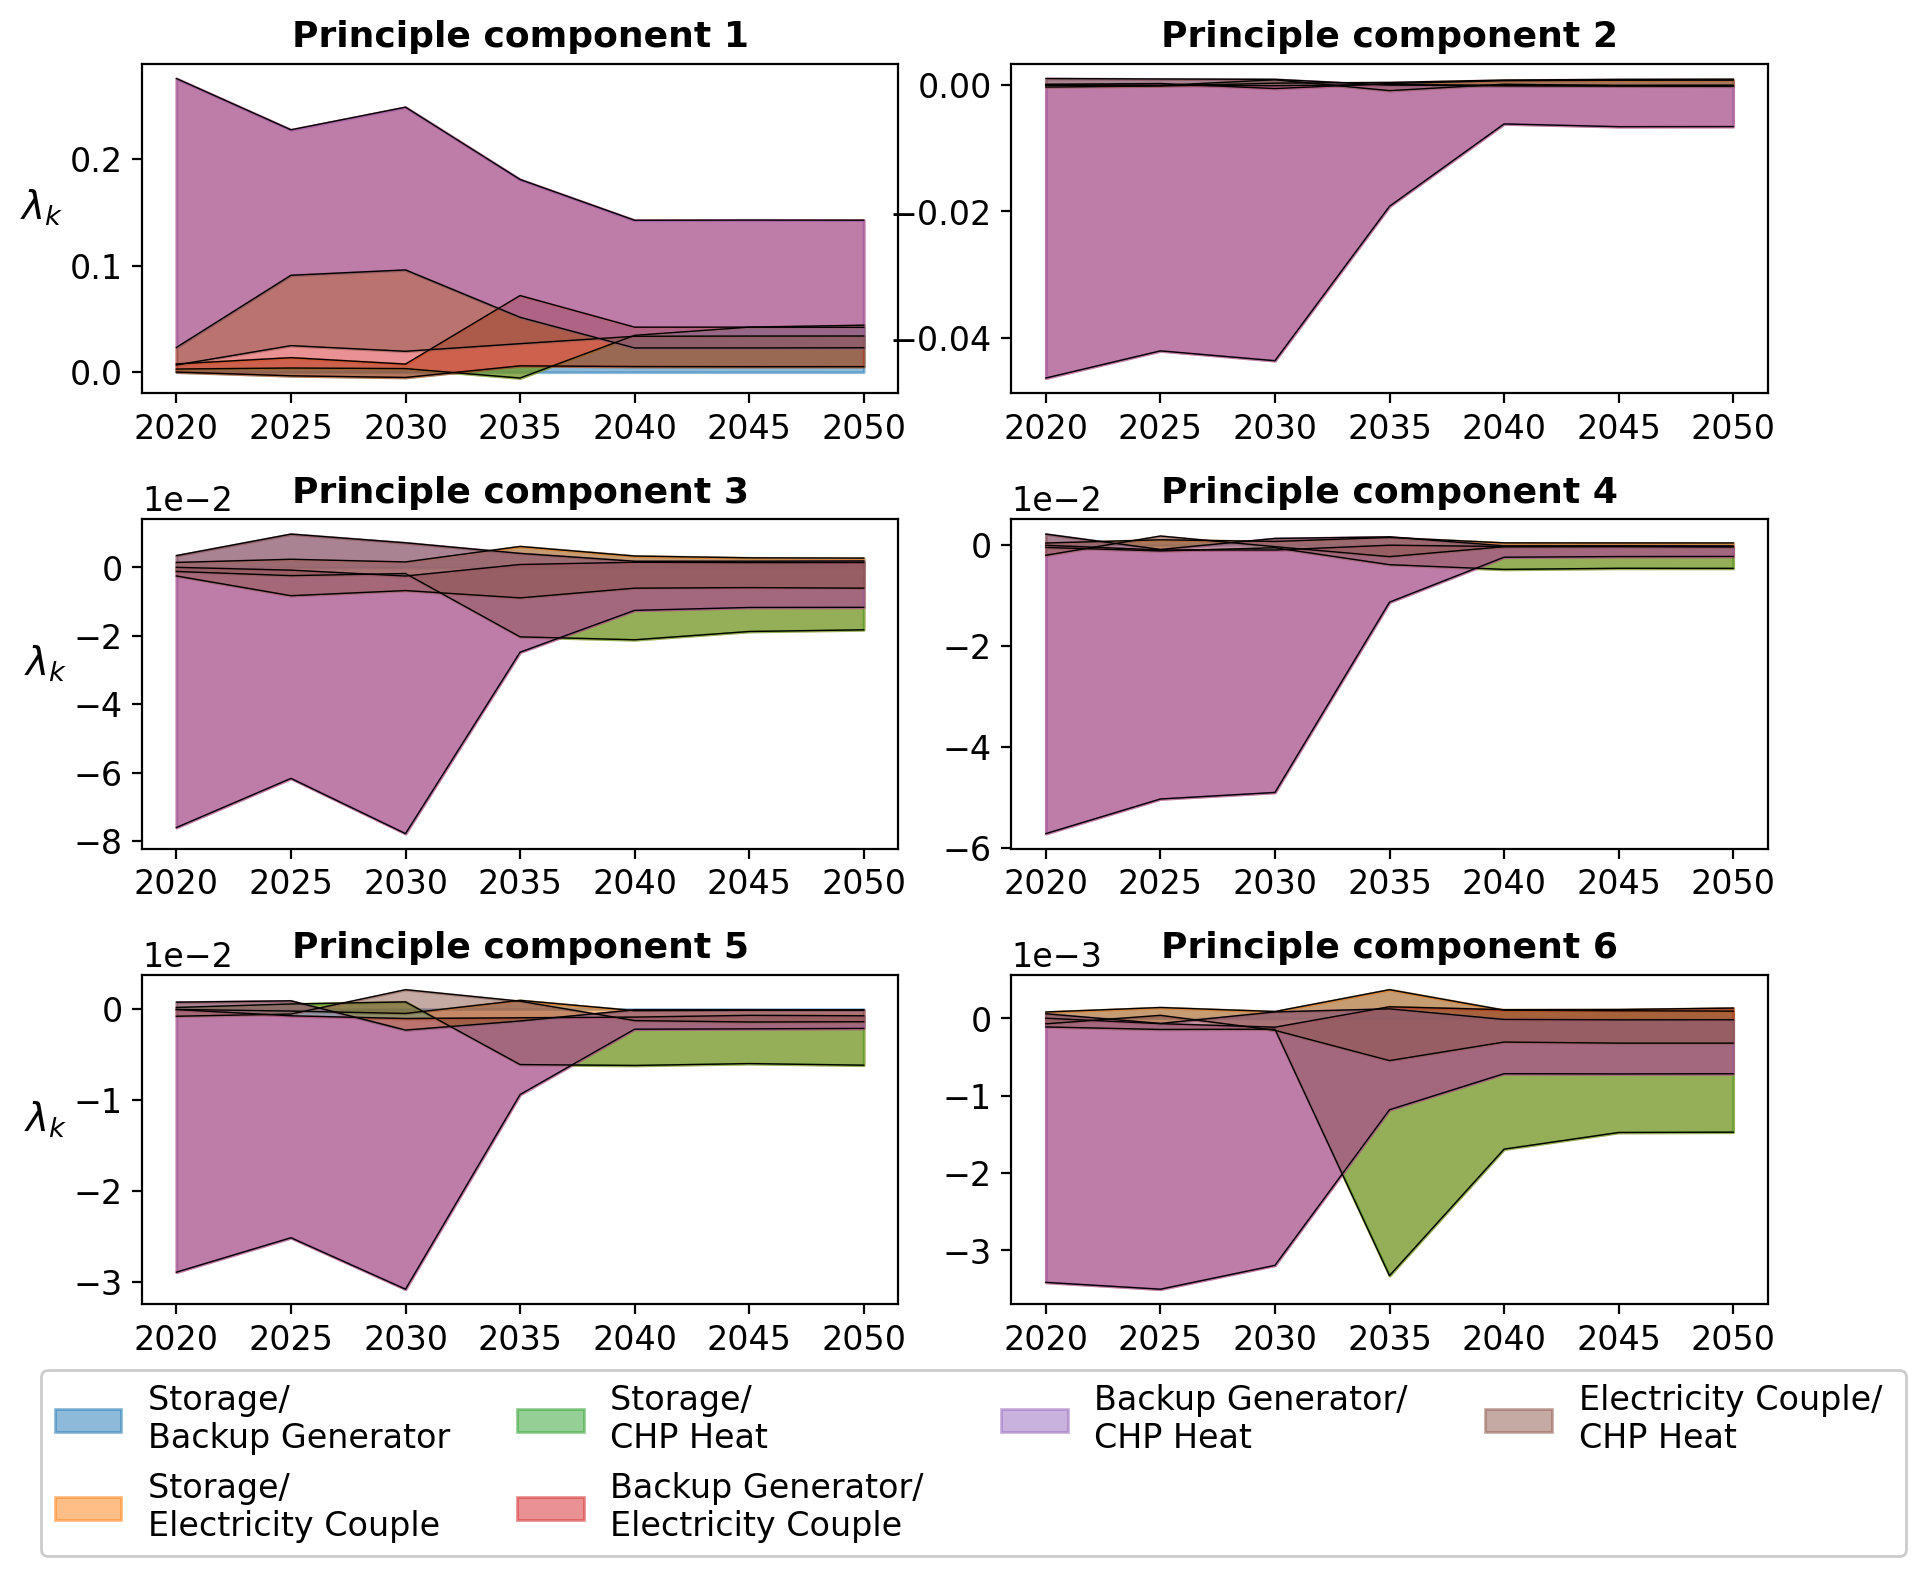 Principle component 1
Principle component 2
λk
0.2
0.1
0.0
0.00
−0.02
−0.04
2020 2025 2030 2035 2040 2045 2050
2020 2025 2030 2035 2040 2045 2050
1e−2
Principle component 3
1e−2
Principle component 4
λk
0
−2
−4
−6
−8
0
−2
−4
−6
2020 2025 2030 2035 2040 2045 2050
2020 2025 2030 2035 2040 2045 2050
1e−2
Principle component 5
1e−3
Principle component 6
λk
0
−1
−2
−3
0
−1
−2
−3
2020 2025 2030 2035 2040 2045 2050
2020 2025 2030 2035 2040 2045 2050
Storage/
Backup Generator
Storage/
Electricity Couple
Storage/
CHP Heat
Backup Generator/
Electricity Couple
Backup Generator/
CHP Heat
Electricity Couple/
CHP Heat